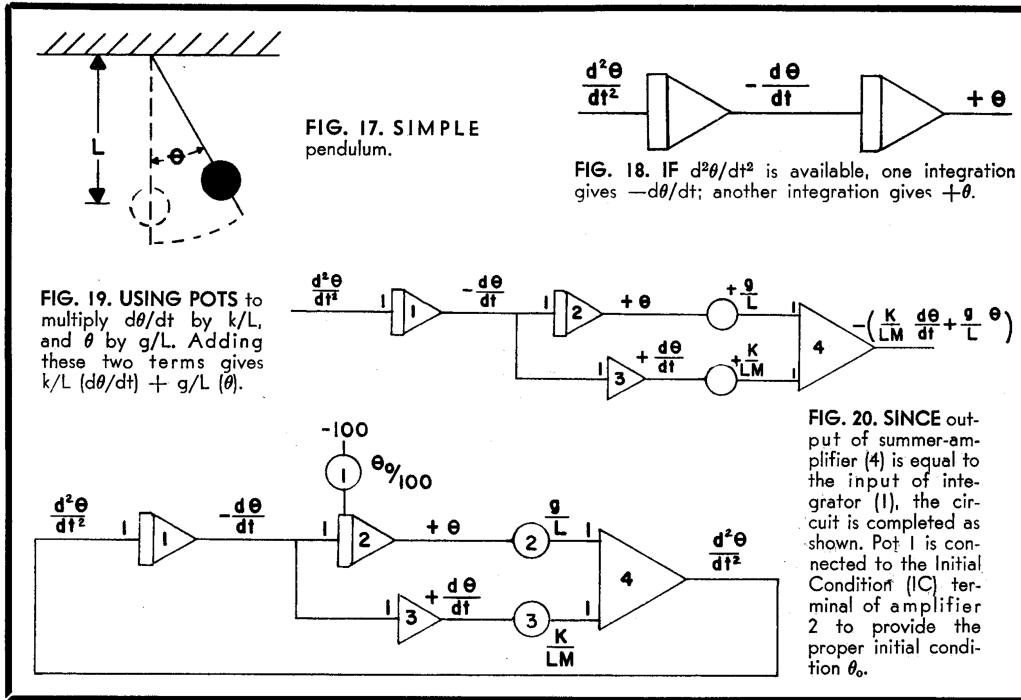 L
θ
FIG. 17. SIMPLE
pendulum.
d²θ/dt²
- dθ/dt
+ θ
FIG. 18. IF d²θ/dt² is available, one integration
gives —dθ/dt; another integration gives +θ.
FIG. 19. USING POTS to
multiply dθ/dt by k/L,
and θ by g/L. Adding
these two terms gives
k/L (dθ/dt) + g/L (θ).
d²θ/dt²
1
1
- dθ/dt
1
2
+ θ
+ g/L
1
1
3
+ dθ/dt
+ K/LM
1
4
-(K/LM dθ/dt + g/L θ)
FIG. 20. SINCE out-
put of summer-am-
plifier (4) is equal to
the input of inte-
grator (1), the cir-
cuit is completed as
shown. Pot 1 is con-
nected to the Initial
Condition (IC) ter-
minal of amplifier
2 to provide the
proper initial condi-
tion θ₀.
-100
1
θ₀/100
d²θ/dt²
1
1
- dθ/dt
1
2
+ θ
g/L
2
1
4
d²θ/dt²
1
3
+ dθ/dt
3
1
K/LM